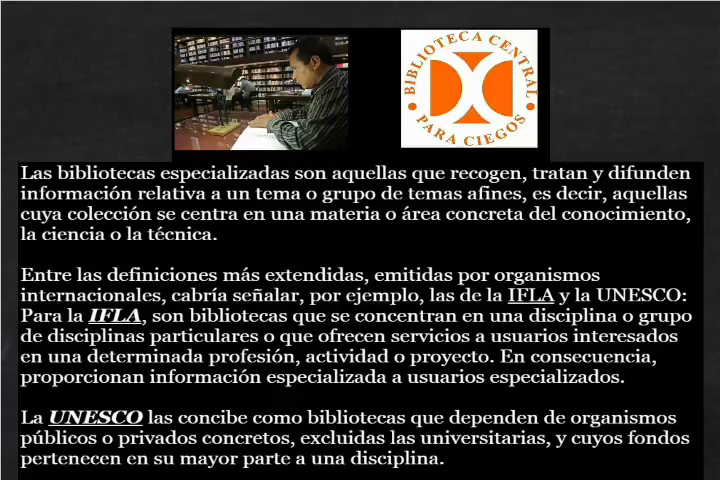 BIBLIOTECA CENTRAL
PARA CIEGOS
Las bibliotecas especializadas son aquellas que recogen, tratan y difunden
información relativa a un tema o grupo de temas afines, es decir, aquellas
cuya colección se centra en una materia o área concreta del conocimiento,
la ciencia o la técnica.
Entre las definiciones más extendidas, emitidas por organismos
internacionales, cabría señalar, por ejemplo, las de la IFLA y la UNESCO:
Para la IFLA, son bibliotecas que se concentran en una disciplina o grupo
de disciplinas particulares o que ofrecen servicios a usuarios interesados
en una determinada profesión, actividad o proyecto. En consecuencia,
proporcionan información especializada a usuarios especializados.
La UNESCO las concibe como bibliotecas que dependen de organismos
públicos o privados concretos, excluidas las universitarias, y cuyos fondos
pertenecen en su mayor parte a una disciplina.